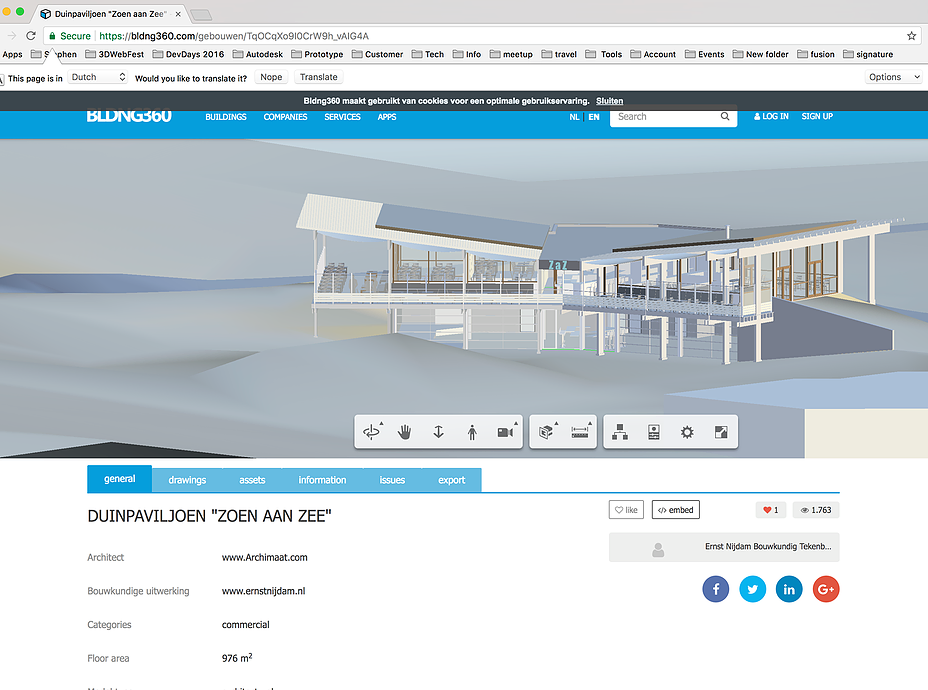 Duinpaviljoen "Zoen aan Zee"
Secure https://bldng360.com/gebouwen/TqOCqXo9I0CrW9h_vAIG4A
Apps Stephen 3DWebFest DevDays 2016 Autodesk Prototype Customer Tech Info meetup travel Tools Account Events New folder fusion signature
This page is in Dutch Would you like to translate it? Nope Translate Options
Bldng360 maakt gebruikt van cookies voor een optimale gebruikservaring. Sluiten
BLDNG360 BUILDINGS COMPANIES SERVICES APPS NL EN Search LOG IN SIGN UP
ZaZ
general drawings assets information issues export
DUINPAVILJOEN "ZOEN AAN ZEE"
like </> embed 1 1.763
Ernst Nijdam Bouwkundig Tekenb...
Architect www.Archimaat.com
Bouwkundige uitwerking www.ernstnijdam.nl
Categories commercial
Floor area 976 m²